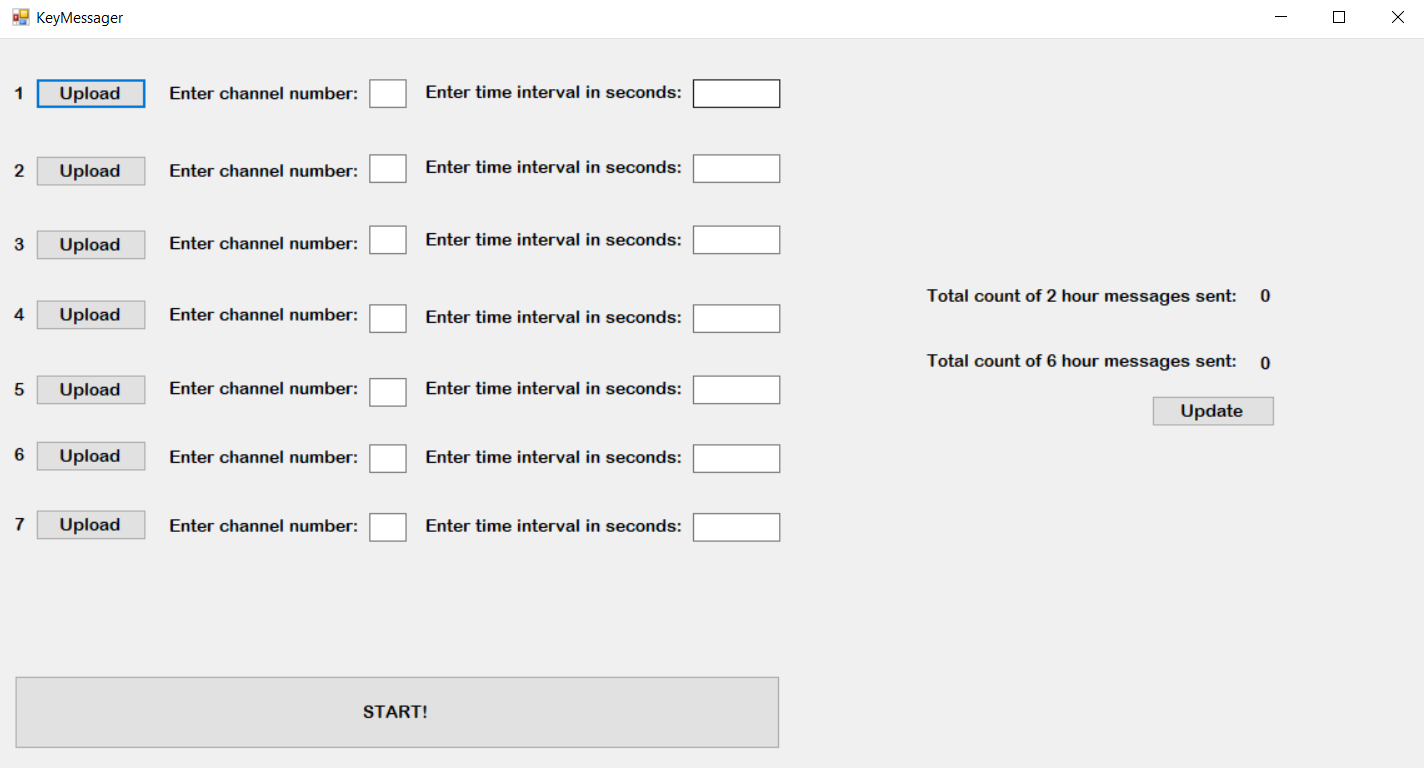 KeyMessager
1 Upload Enter channel number: Enter time interval in seconds:
2 Upload Enter channel number: Enter time interval in seconds:
3 Upload Enter channel number: Enter time interval in seconds:
Total count of 2 hour messages sent: 0
4 Upload Enter channel number: Enter time interval in seconds:
Total count of 6 hour messages sent: 0
5 Upload Enter channel number: Enter time interval in seconds:
Update
6 Upload Enter channel number: Enter time interval in seconds:
7 Upload Enter channel number: Enter time interval in seconds:
START!